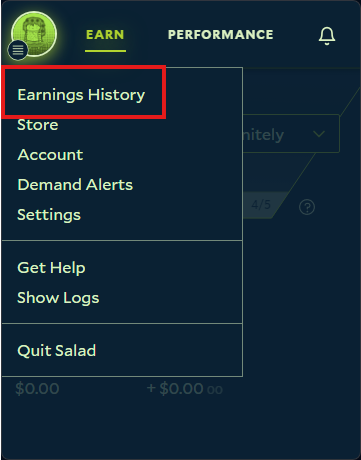 EARN PERFORMANCE
Earnings History
Store
nitely
Account
Demand Alerts
4/5
Settings
Get Help
Show Logs
Quit Salad
$0.00 + $0.00 00